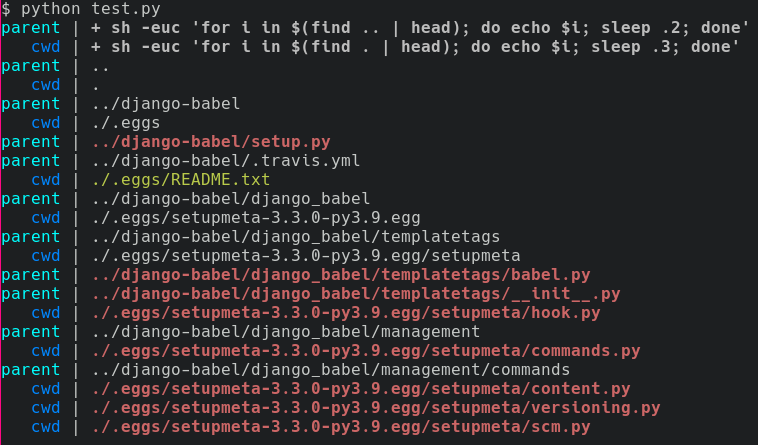 $ python test.py
parent | + sh -euc 'for i in $(find .. | head); do echo $i; sleep .2; done'
   cwd | + sh -euc 'for i in $(find . | head); do echo $i; sleep .3; done'
parent | ..
   cwd | .
parent | ../django-babel
   cwd | ./.eggs
parent | ../django-babel/setup.py
parent | ../django-babel/.travis.yml
   cwd | ./.eggs/README.txt
parent | ../django-babel/django_babel
   cwd | ./.eggs/setupmeta-3.3.0-py3.9.egg
parent | ../django-babel/django_babel/templatetags
   cwd | ./.eggs/setupmeta-3.3.0-py3.9.egg/setupmeta
parent | ../django-babel/django_babel/templatetags/babel.py
parent | ../django-babel/django_babel/templatetags/__init__.py
   cwd | ./.eggs/setupmeta-3.3.0-py3.9.egg/setupmeta/hook.py
parent | ../django-babel/django_babel/management
   cwd | ./.eggs/setupmeta-3.3.0-py3.9.egg/setupmeta/commands.py
parent | ../django-babel/django_babel/management/commands
   cwd | ./.eggs/setupmeta-3.3.0-py3.9.egg/setupmeta/content.py
   cwd | ./.eggs/setupmeta-3.3.0-py3.9.egg/setupmeta/versioning.py
   cwd | ./.eggs/setupmeta-3.3.0-py3.9.egg/setupmeta/scm.py